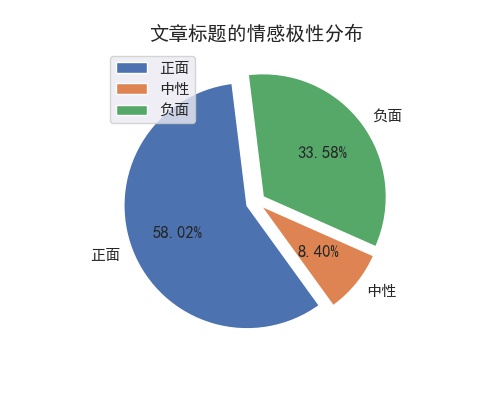 文章标题的情感极性分布
正面
中性
负面
负面
33.58%
58.02%
正面
8.40%
中性